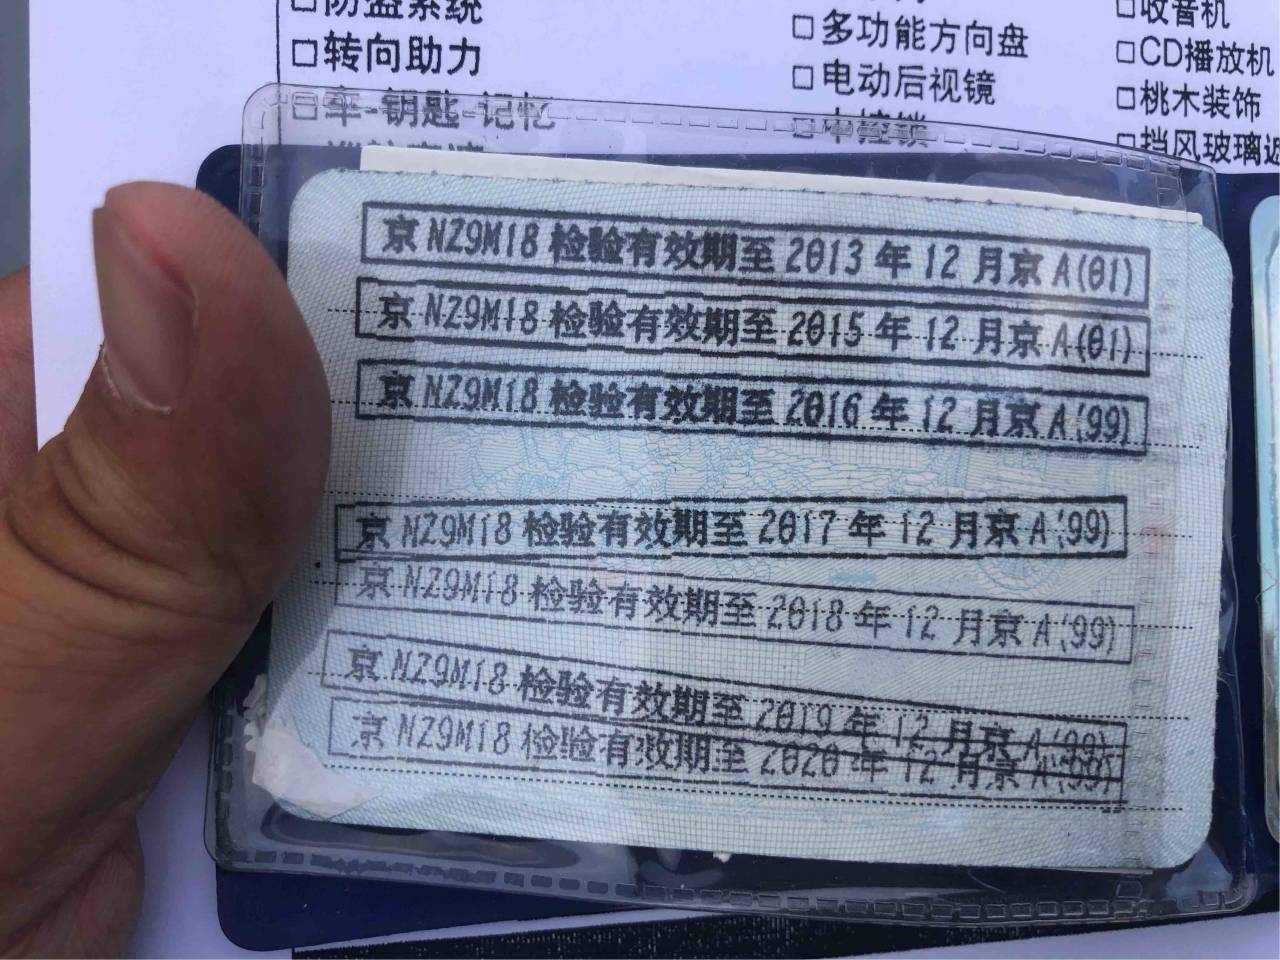 □防盗系统
□转向助力
□车-钥匙-记忆
□多功能方向盘
□电动后视镜
□中控锁
□收音机
□CD播放机
□桃木装饰
□挡风玻璃
京NZ9M18检验有效期至2013年12月京A(01)
京NZ9M18检验有效期至2015年12月京A(01)
京NZ9M18检验有效期至2016年12月京A(99)
京NZ9M18检验有效期至2017年12月京A(99)
京NZ9M18检验有效期至2018年12月京A(99)
京NZ9M18检验有效期至2019年12月京A(99)
京NZ9M18检验有效期至2020年12月京A(99)